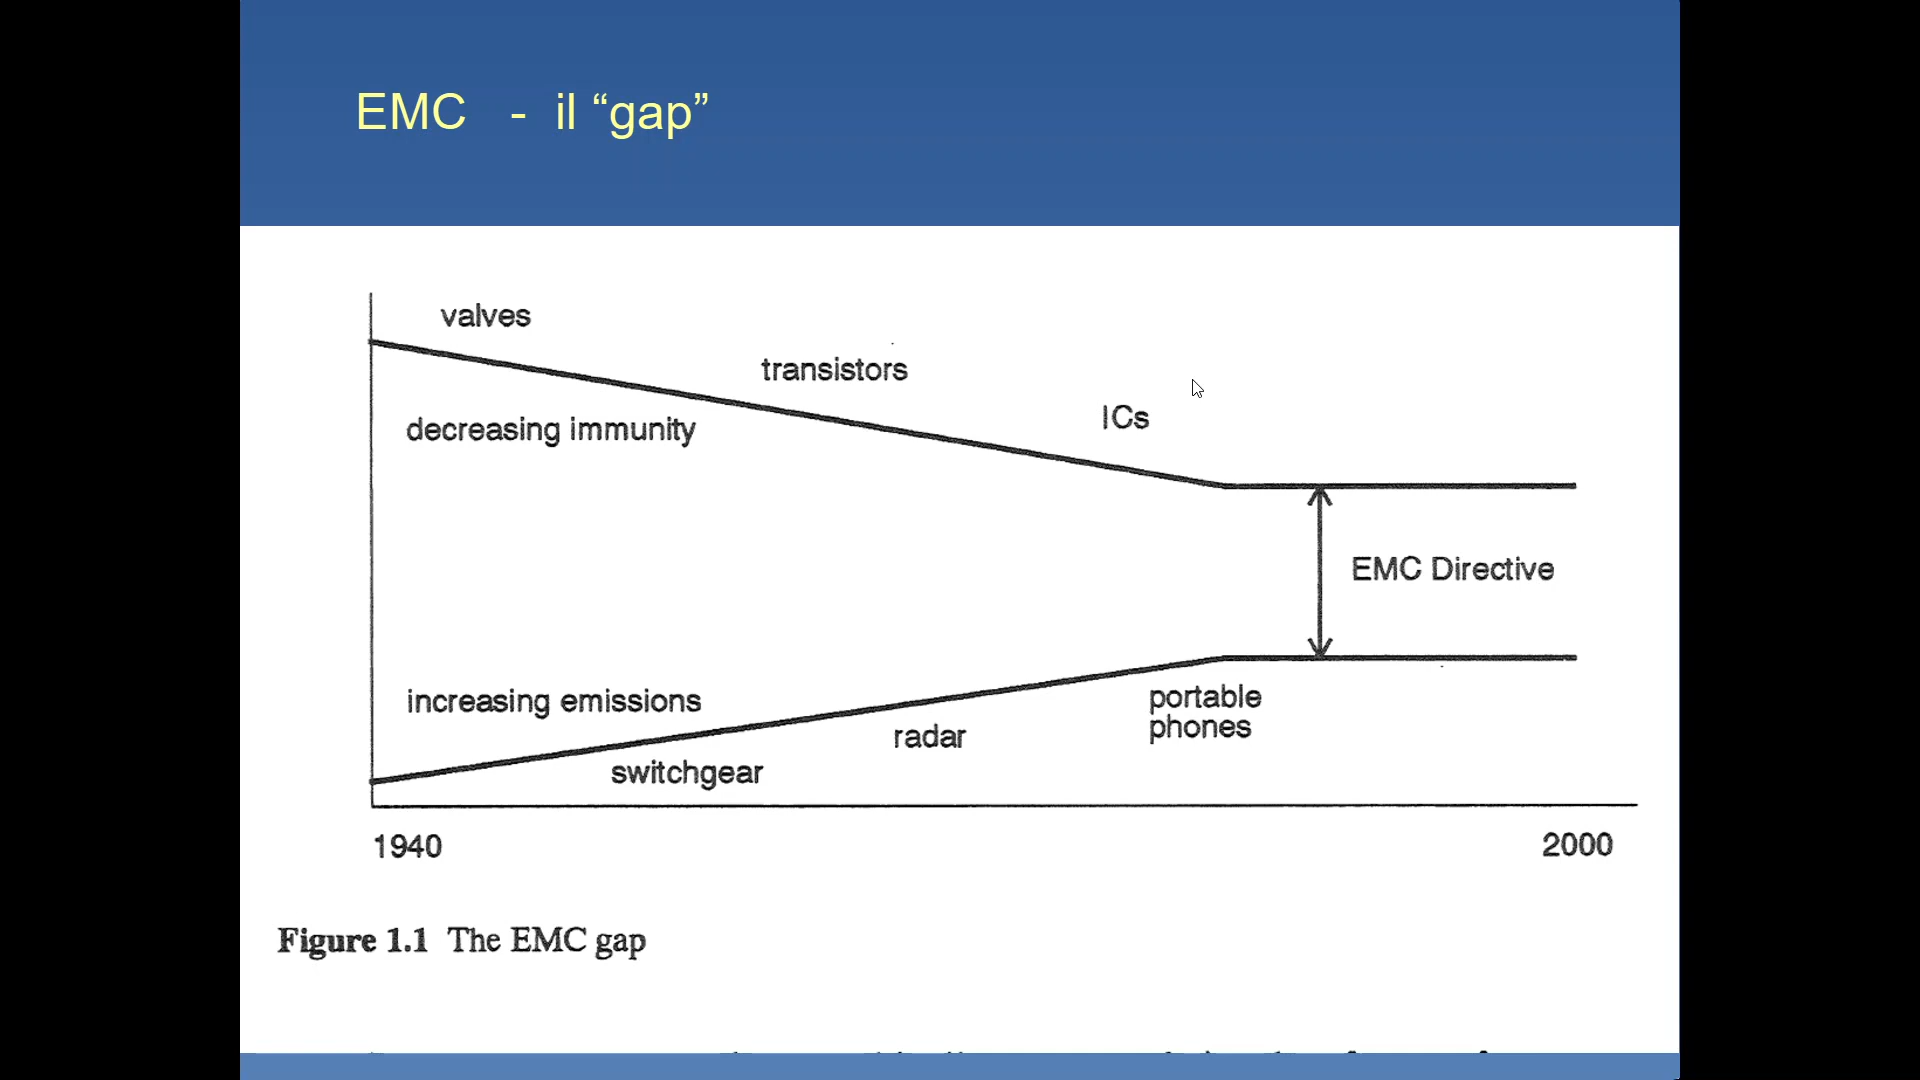 EMC - il “gap”
valves
transistors
ICs
decreasing immunity
EMC Directive
increasing emissions
portable
phones
radar
switchgear
1940
2000
Figure 1.1 The EMC gap